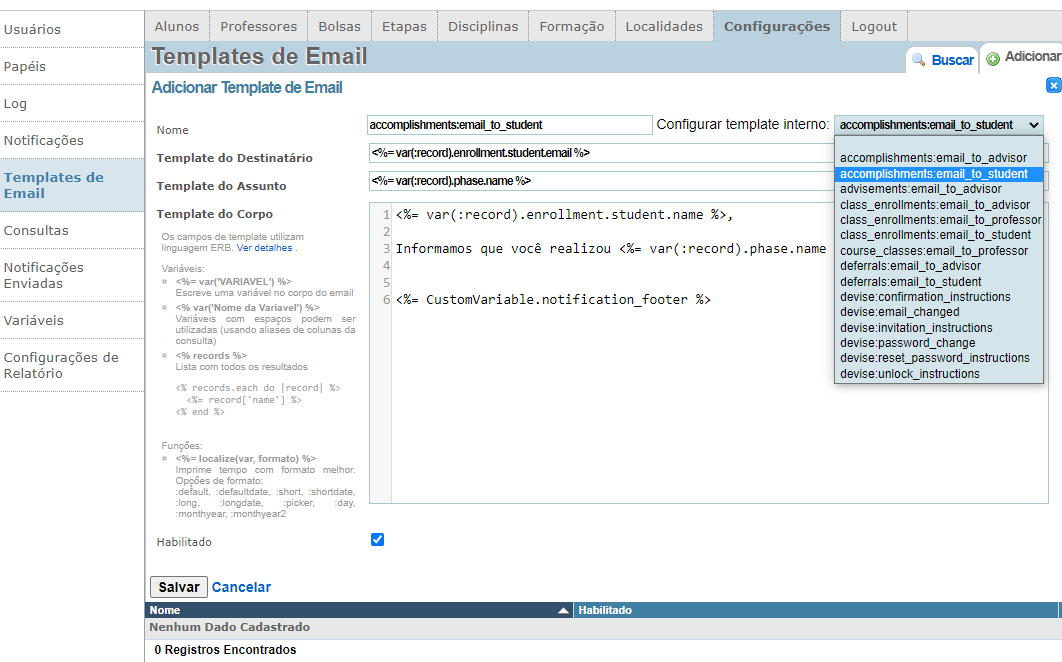 Alunos Professores Bolsas Etapas Disciplinas Formação Localidades Configurações Logout
Usuários
Papéis
Log
Notificações
Templates de
Email
Consultas
Notificações
Enviadas
Variáveis
Configurações de
Relatório
Templates de Email
Buscar
Adicionar
Adicionar Template de Email
Nome
accomplishments:email_to_student
Configurar template interno:
accomplishments:email_to_student
accomplishments:email_to_advisor
accomplishments:email_to_student
advisements:email_to_advisor
class_enrollments:email_to_advisor
class_enrollments:email_to_professor
class_enrollments:email_to_student
course_classes:email_to_professor
deferrals:email_to_advisor
deferrals:email_to_student
devise:confirmation_instructions
devise:email_changed
devise:invitation_instructions
devise:password_change
devise:reset_password_instructions
devise:unlock_instructions
Template do Destinatário
<%= var(:record).enrollment.student.email %>
Template do Assunto
<%= var(:record).phase.name %>
Template do Corpo
Os campos de template utilizam
linguagem ERB. Ver detalhes .
Variáveis:
<%= var('VARIAVEL') %>
Escreve uma variável no corpo do email
<% var('Nome da Variavel') %>
Variáveis com espaços podem ser
utilizadas (usando aliases de colunas da
consulta)
<% records %>
Lista com todos os resultados
<% records.each do |record| %>
<%= record['name'] %>
<% end %>
Funções:
<%= localize(var, formato) %>
Imprime tempo com formato melhor.
Opções de formato:
:default, :defaultdate, :short, :shortdate,
:long, :longdate, :picker, :day,
:monthyear, :monthyear2
1 <%= var(:record).enrollment.student.name %>,
2
3 Informamos que você realizou <%= var(:record).phase.name
4
5
6 <%= CustomVariable.notification_footer %>
Habilitado
Salvar Cancelar
Nome Habilitado
Nenhum Dado Cadastrado
0 Registros Encontrados